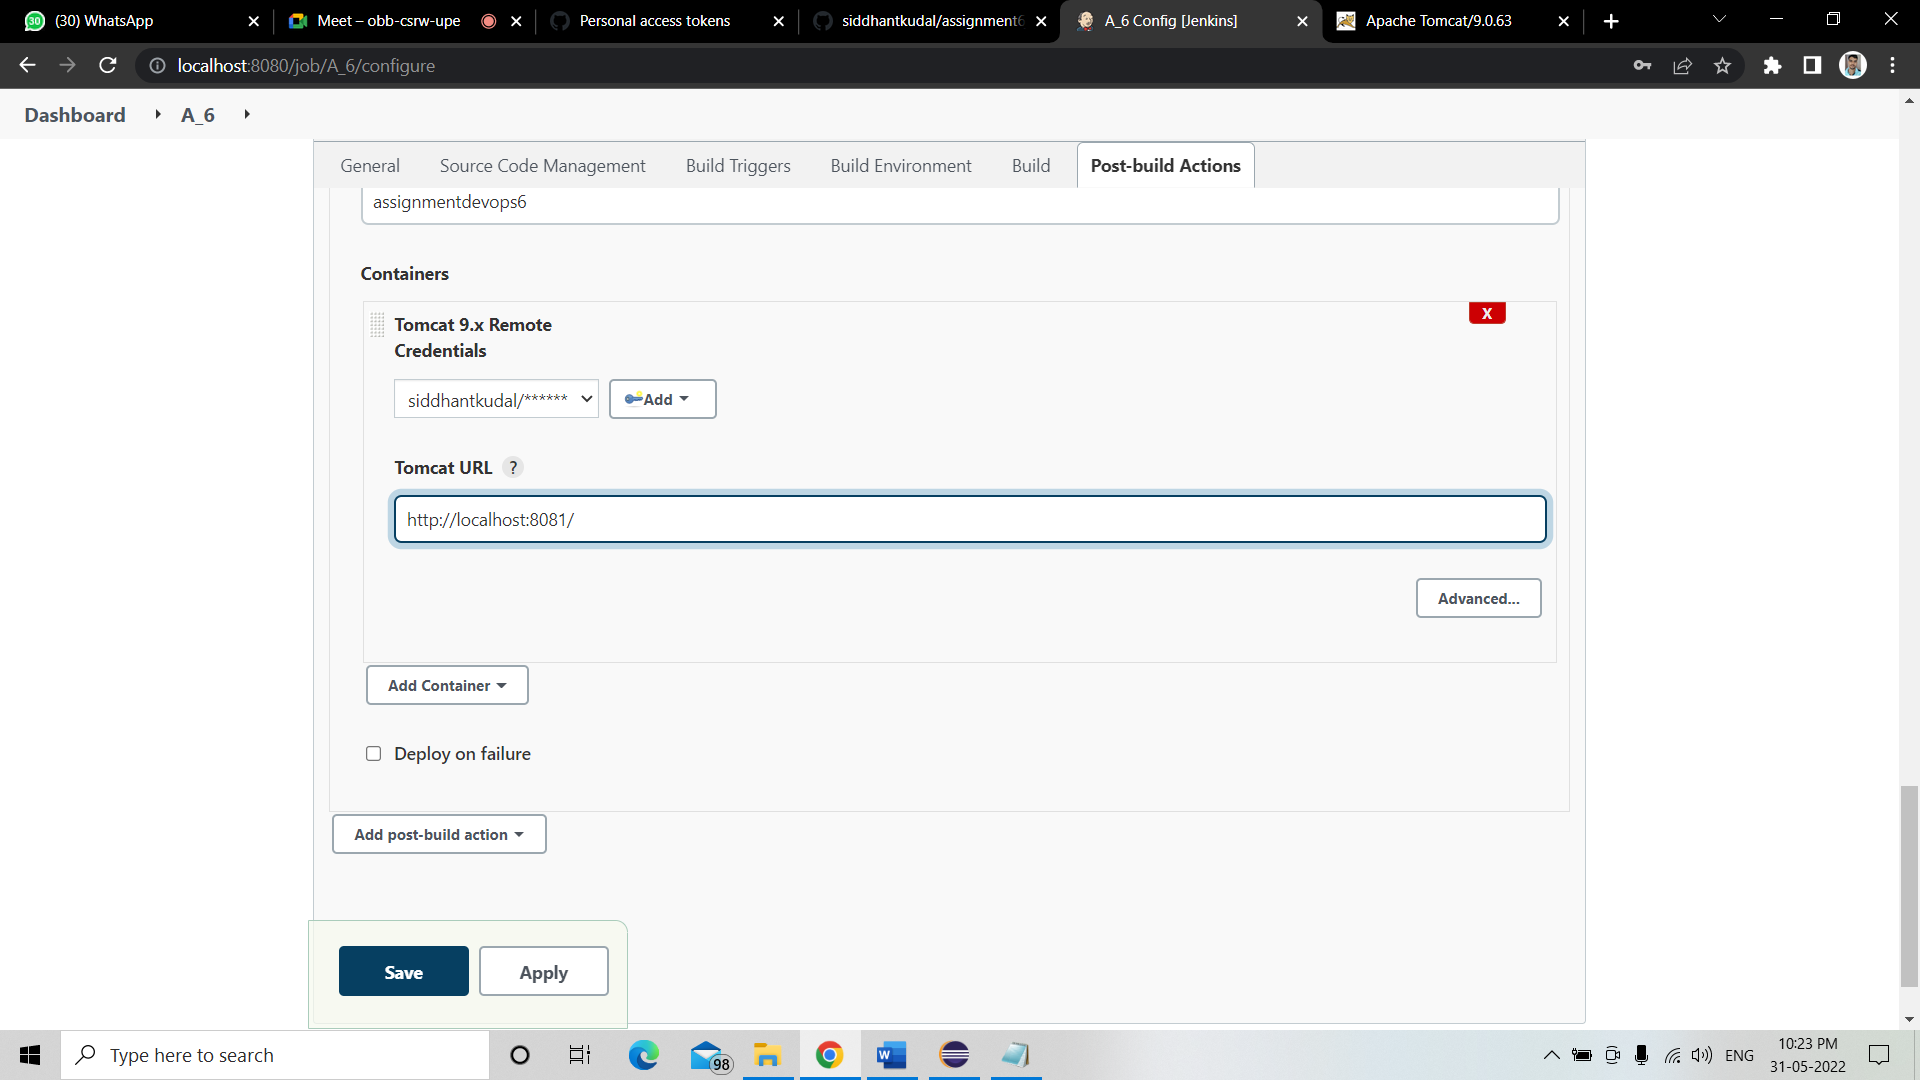 30
(30) WhatsApp
Meet – obb-csrw-upe
Personal access tokens
siddhantkudal/assignment6
A_6 Config [Jenkins]
Apache Tomcat/9.0.63
localhost:8080/job/A_6/configure
Dashboard
A_6
General
Source Code Management
Build Triggers
Build Environment
Build
Post-build Actions
assignmentdevops6
Containers
X
Tomcat 9.x Remote
Credentials
siddhantkudal/******
Add
Tomcat URL ?
http://localhost:8081/
Advanced...
Add Container
Deploy on failure
Add post-build action
Save
Apply
Type here to search
98
W
ENG
10:23 PM
31-05-2022